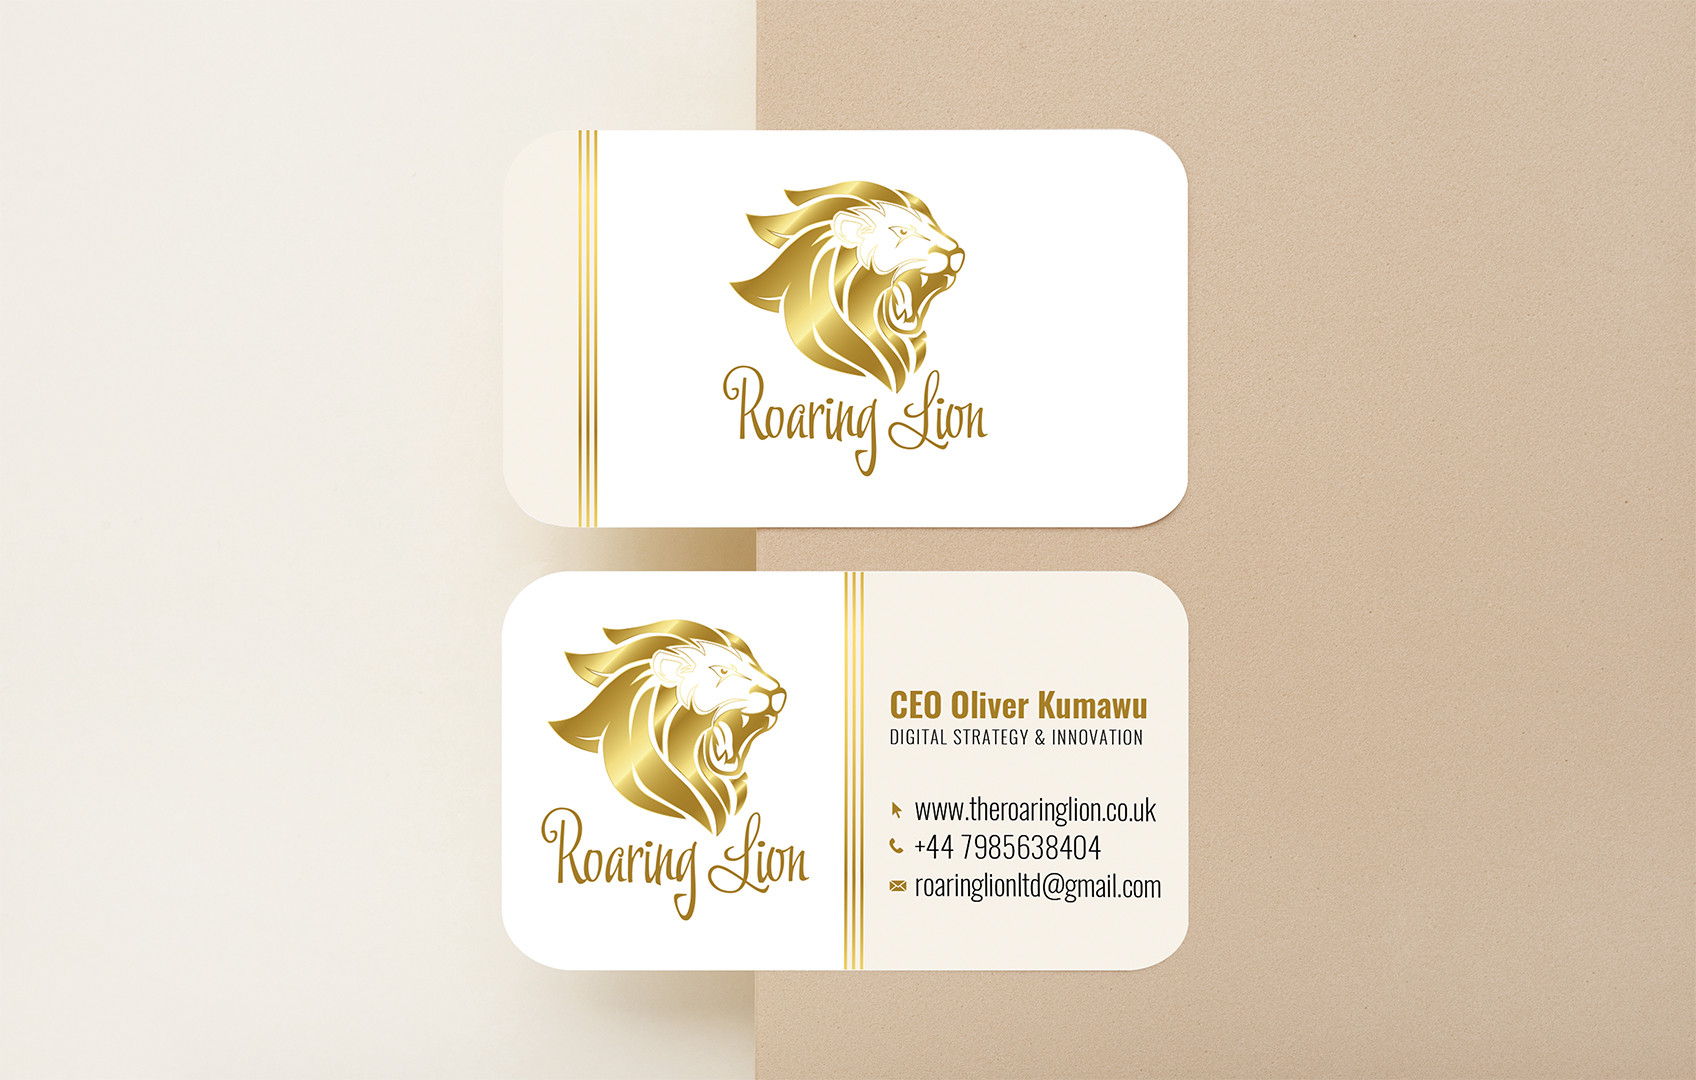 Roaring Lion
Roaring Lion
CEO Oliver Kumawu
DIGITAL STRATEGY & INNOVATION
www.theroaringlion.co.uk
+44 7985638404
roaringlionltd@gmail.com